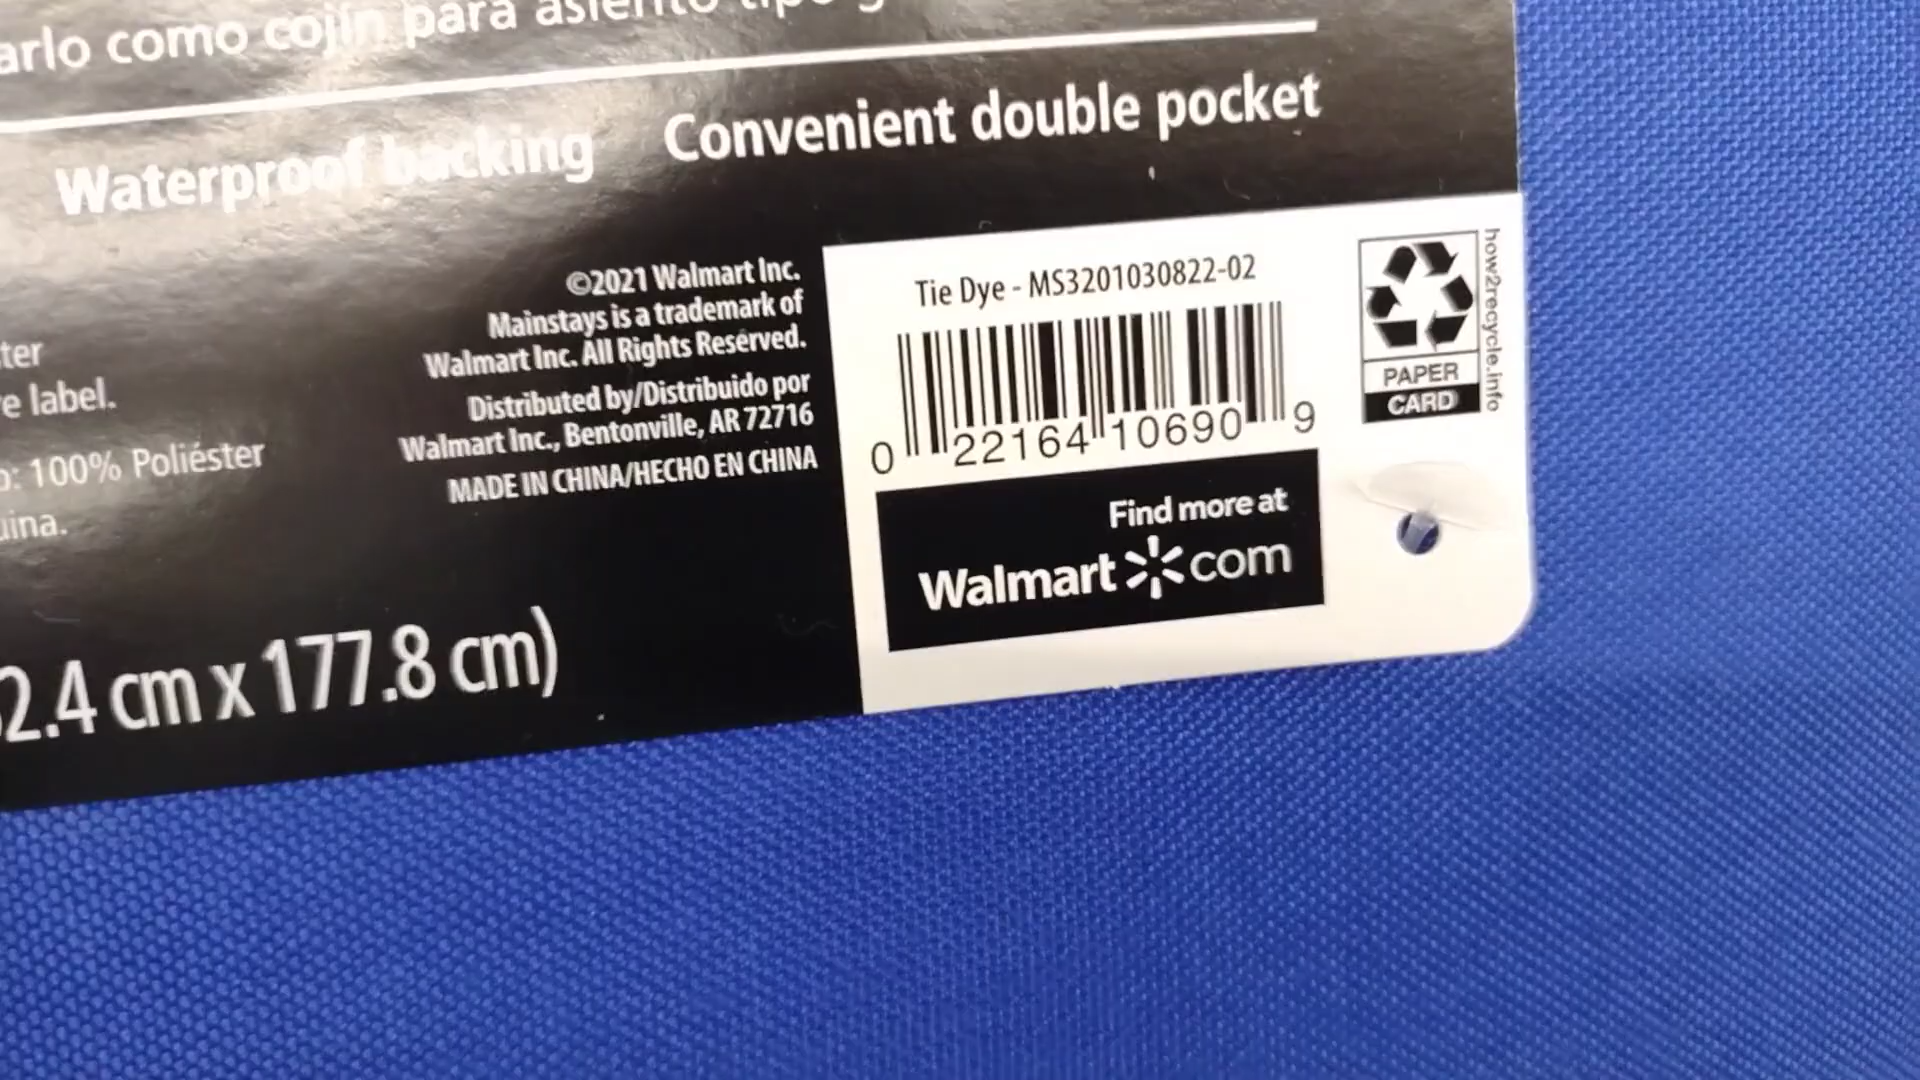 como cojín para asiento tipo
Waterproof backing Convenient double pocket
label.
100% Poliéster
©2021 Walmart Inc.
Mainstays is a trademark of
Walmart Inc. All Rights Reserved.
Distributed by/Distribuido por
Walmart Inc., Bentonville, AR 72716
MADE IN CHINA/HECHO EN CHINA
2.4 cm x 177.8 cm)
Tie Dye - MS3201030822-02
0 22164 10690 9
Find more at
Walmart com
PAPER
CARD
how2recycle.info